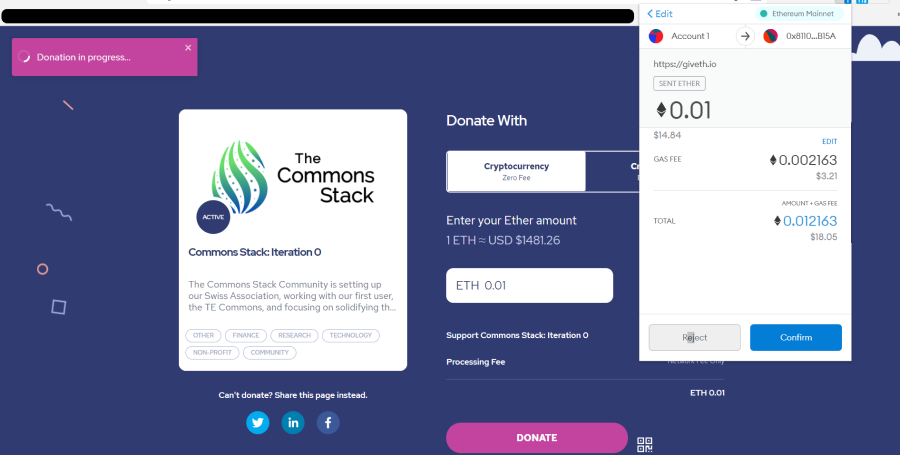 Donation in progress...
×
The
Commons
Stack
ACTIVE
Commons Stack: Iteration 0
The Commons Stack Community is setting up
our Swiss Association, working with our first user,
the TE Commons, and focusing on solidifying th...
OTHER
FINANCE
RESEARCH
TECHNOLOGY
NON-PROFIT
COMMUNITY
Can't donate? Share this page instead.
in
f
Donate With
Cryptocurrency
Zero Fee
Enter your Ether amount
1 ETH ≈ USD $1481.26
ETH 0.01
Support Commons Stack: Iteration 0
Processing Fee
Network Fee Only
ETH 0.01
DONATE
Edit
Ethereum Mainnet
Account 1
0x8110...B15A
https://giveth.io
SENT ETHER
0.01
$14.84
EDIT
GAS FEE
0.002163
$3.21
AMOUNT + GAS FEE
TOTAL
0.012163
$18.05
Reject
Confirm